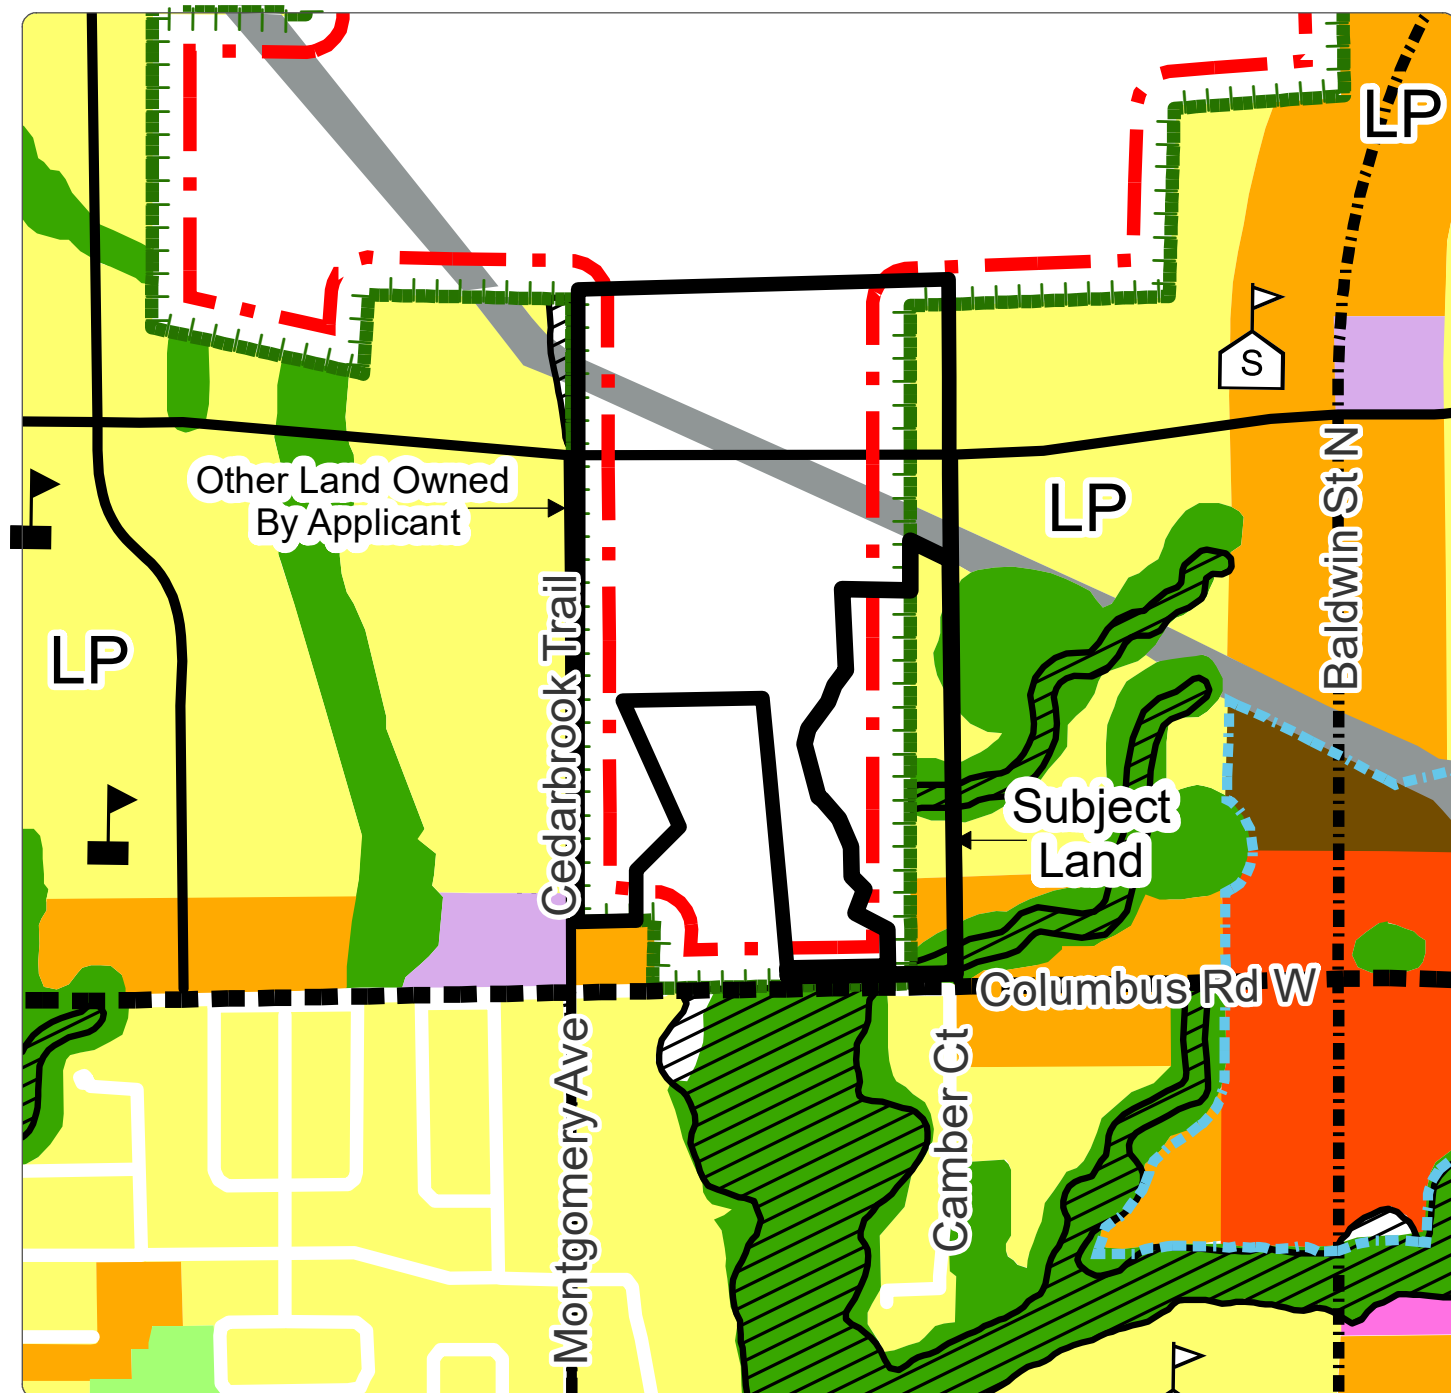 LP
S
Other Land Owned
By Applicant
LP
Baldwin St N
LP
Cedarbrook Trail
Subject
Land
Columbus Rd W
Montgomery Ave
Camber Ct